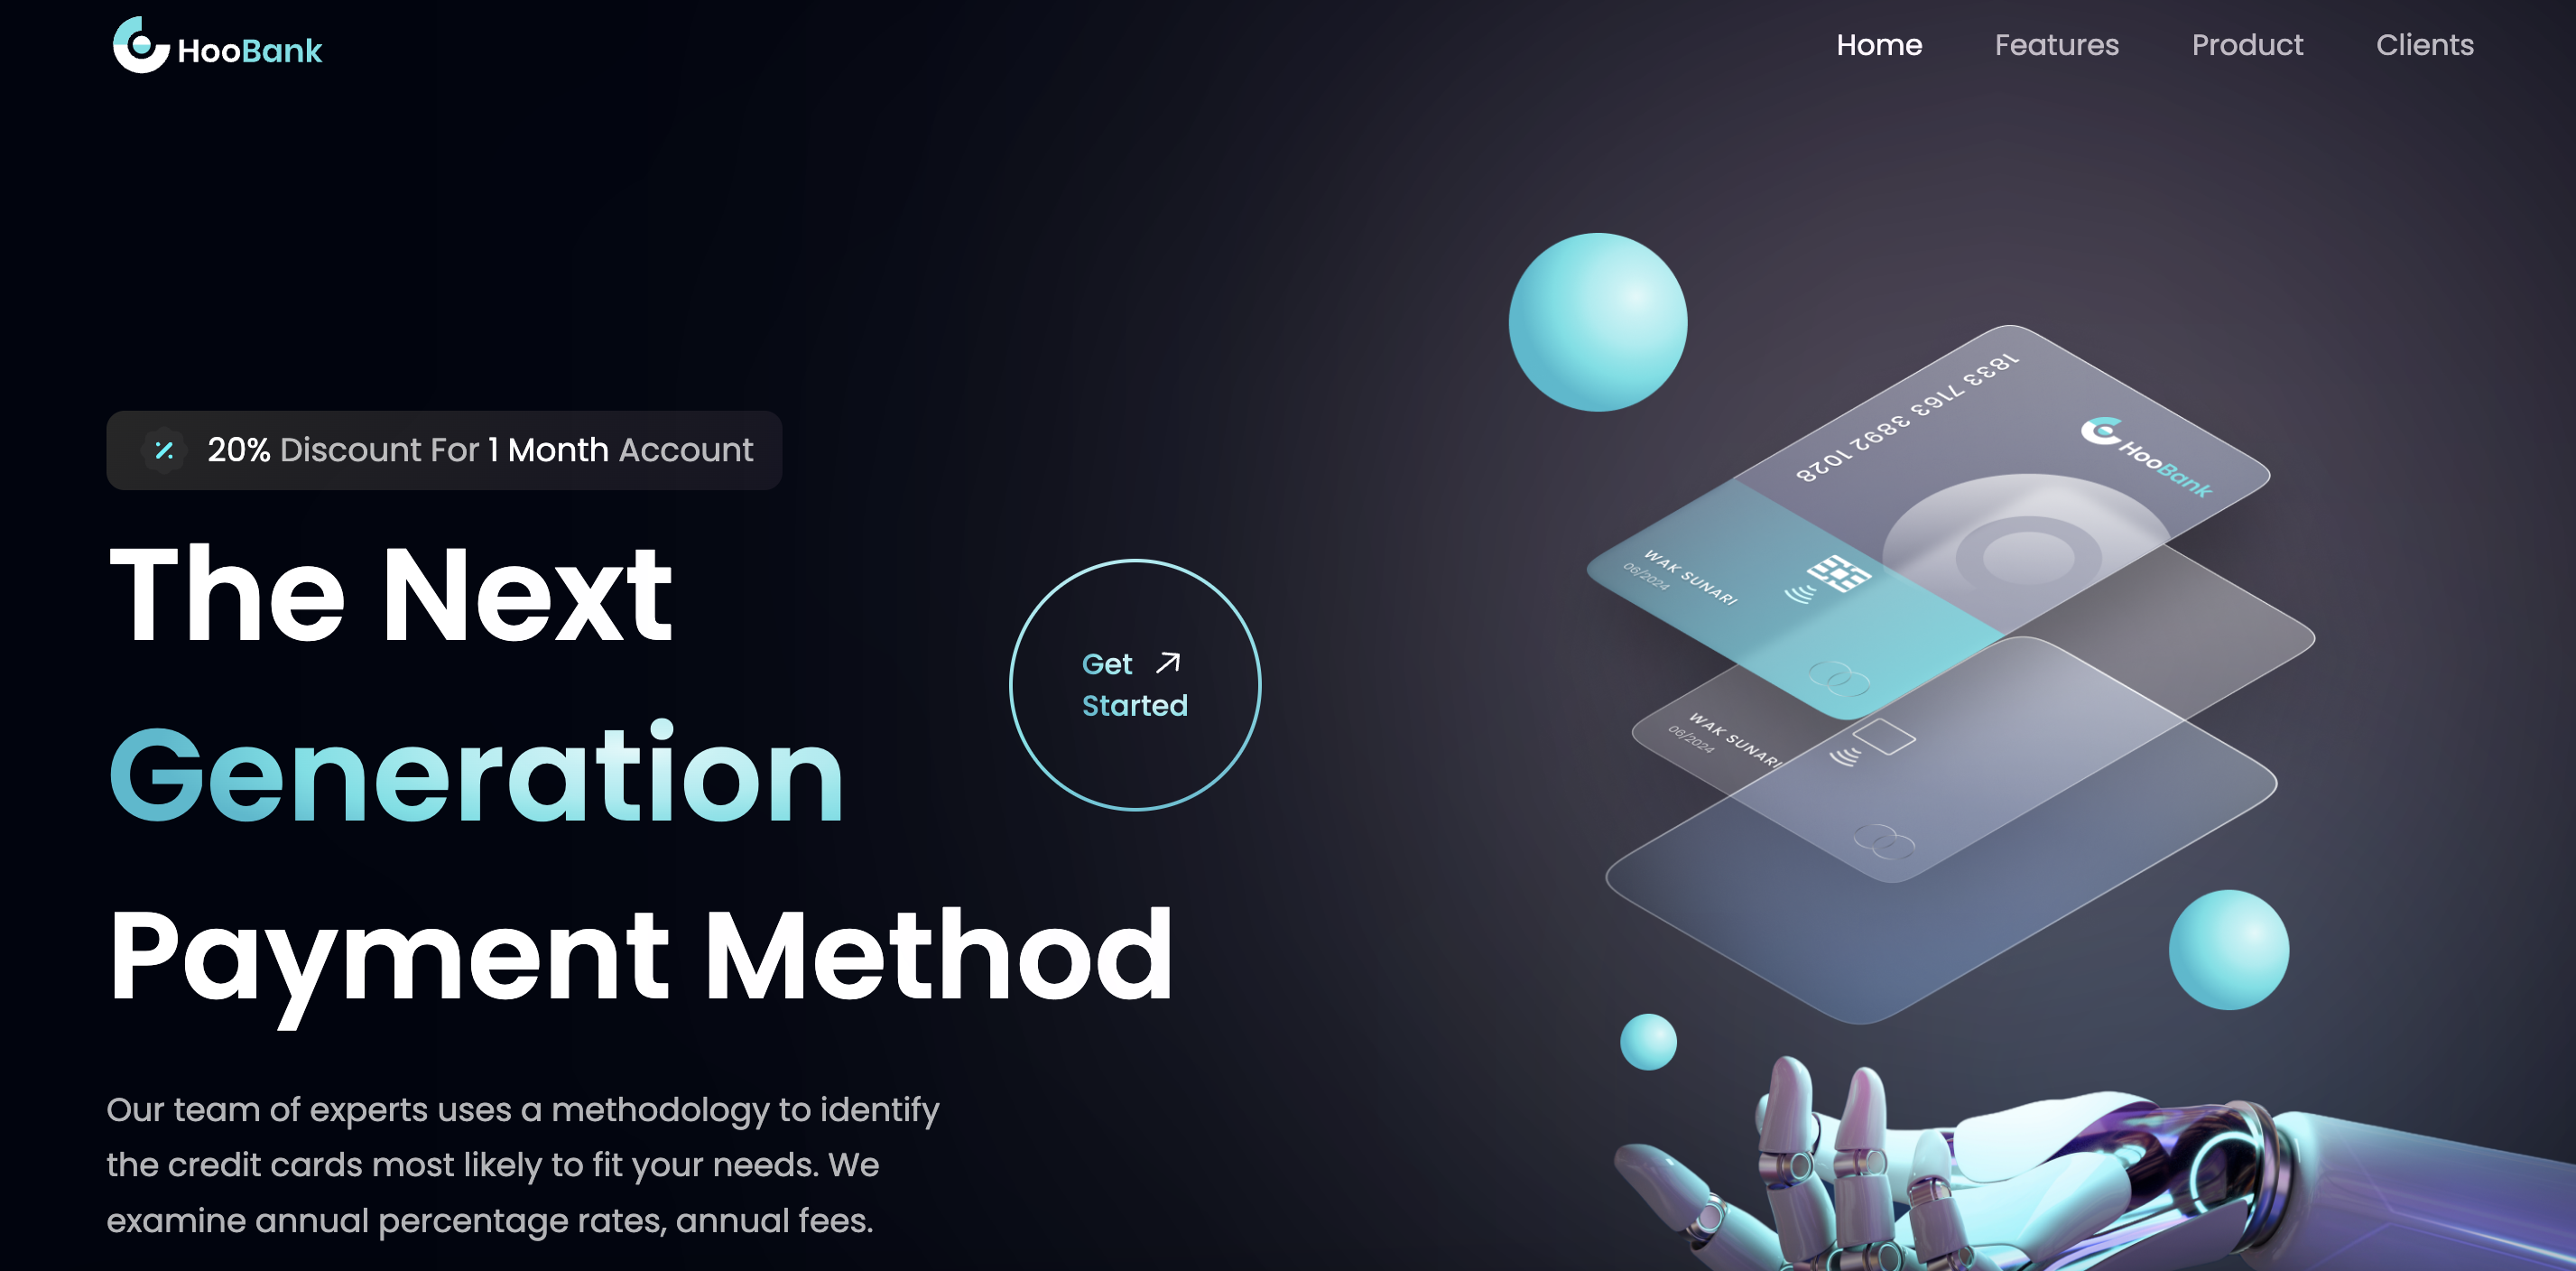 HooBank
Home Features Product Clients
20% Discount For 1 Month Account
The Next
Generation
Payment Method
Get
Started
Our team of experts uses a methodology to identify
the credit cards most likely to fit your needs. We
examine annual percentage rates, annual fees.
1833 7163 3892 1028
HooBank
WAK SUNARI
06/2024
WAK SUNARI
06/2024